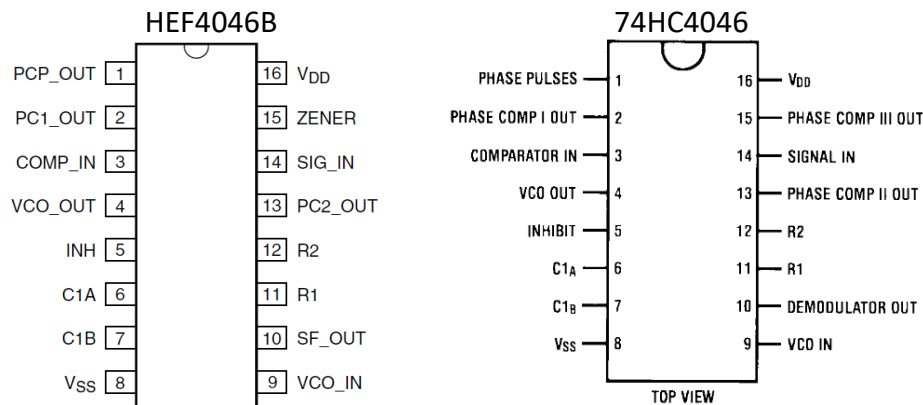 HEF4046B
PCP_OUT 1 16 VDD
PC1_OUT 2 15 ZENER
COMP_IN 3 14 SIG_IN
VCO_OUT 4 13 PC2_OUT
INH 5 12 R2
C1A 6 11 R1
C1B 7 10 SF_OUT
VSS 8 9 VCO_IN
74HC4046
PHASE PULSES 1 16 VDD
PHASE COMP I OUT 2 15 PHASE COMP III OUT
COMPARATOR IN 3 14 SIGNAL IN
VCO OUT 4 13 PHASE COMP II OUT
INHIBIT 5 12 R2
C1A 6 11 R1
C1B 7 10 DEMODULATOR OUT
VSS 8 9 VCO IN
TOP VIEW